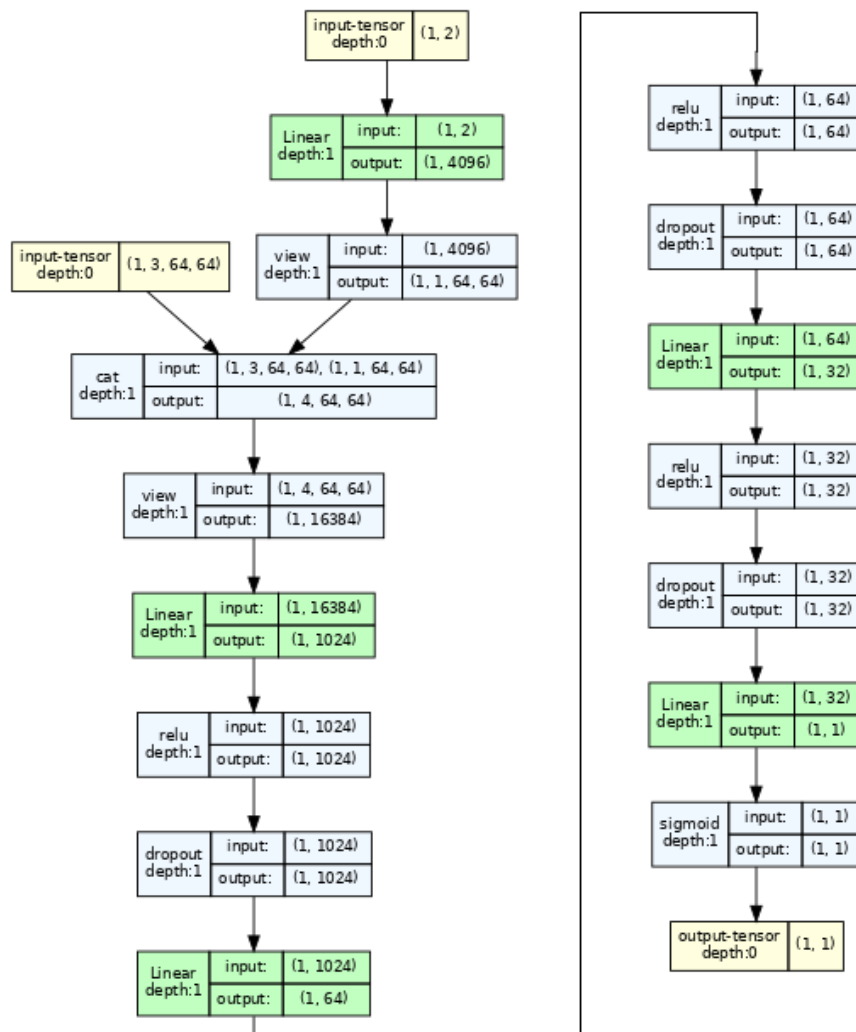 input-tensor
depth:0
(1, 2)
Linear
depth:1
input:
(1, 2)
output:
(1, 4096)
input-tensor
depth:0
(1, 3, 64, 64)
view
depth:1
input:
(1, 4096)
output:
(1, 1, 64, 64)
cat
depth:1
input:
(1, 3, 64, 64), (1, 1, 64, 64)
output:
(1, 4, 64, 64)
view
depth:1
input:
(1, 4, 64, 64)
output:
(1, 16384)
Linear
depth:1
input:
(1, 16384)
output:
(1, 1024)
relu
depth:1
input:
(1, 1024)
output:
(1, 1024)
dropout
depth:1
input:
(1, 1024)
output:
(1, 1024)
Linear
depth:1
input:
(1, 1024)
output:
(1, 64)
relu
depth:1
input:
(1, 64)
output:
(1, 64)
dropout
depth:1
input:
(1, 64)
output:
(1, 64)
Linear
depth:1
input:
(1, 64)
output:
(1, 32)
relu
depth:1
input:
(1, 32)
output:
(1, 32)
dropout
depth:1
input:
(1, 32)
output:
(1, 32)
Linear
depth:1
input:
(1, 32)
output:
(1, 1)
sigmoid
depth:1
input:
(1, 1)
output:
(1, 1)
output-tensor
depth:0
(1, 1)